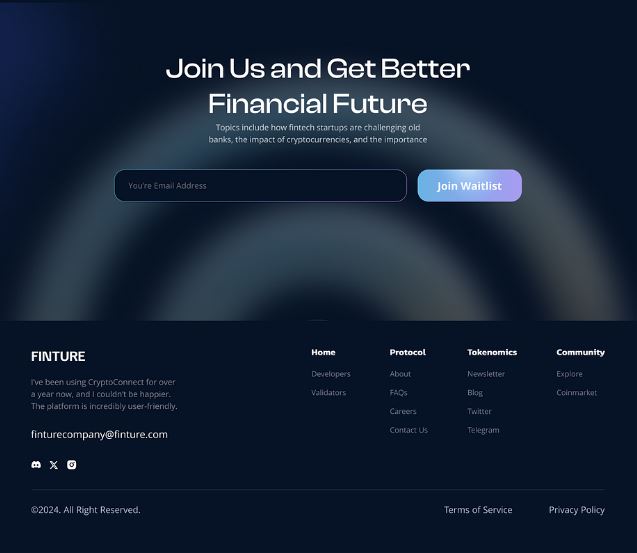 Join Us and Get Better
Financial Future
Topics include how fintech startups are challenging old
banks, the impact of cryptocurrencies, and the importance
You're Email Address
Join Waitlist
FINTURE
I've been using CryptoConnect for over
a year now, and I couldn't be happier.
The platform is incredibly user-friendly.
finturecompany@finture.com
Home
Developers
Validators
Protocol
About
FAQs
Careers
Contact Us
Tokenomics
Newsletter
Blog
Twitter
Telegram
Community
Explore
Coinmarket
©2024. All Right Reserved.
Terms of Service
Privacy Policy